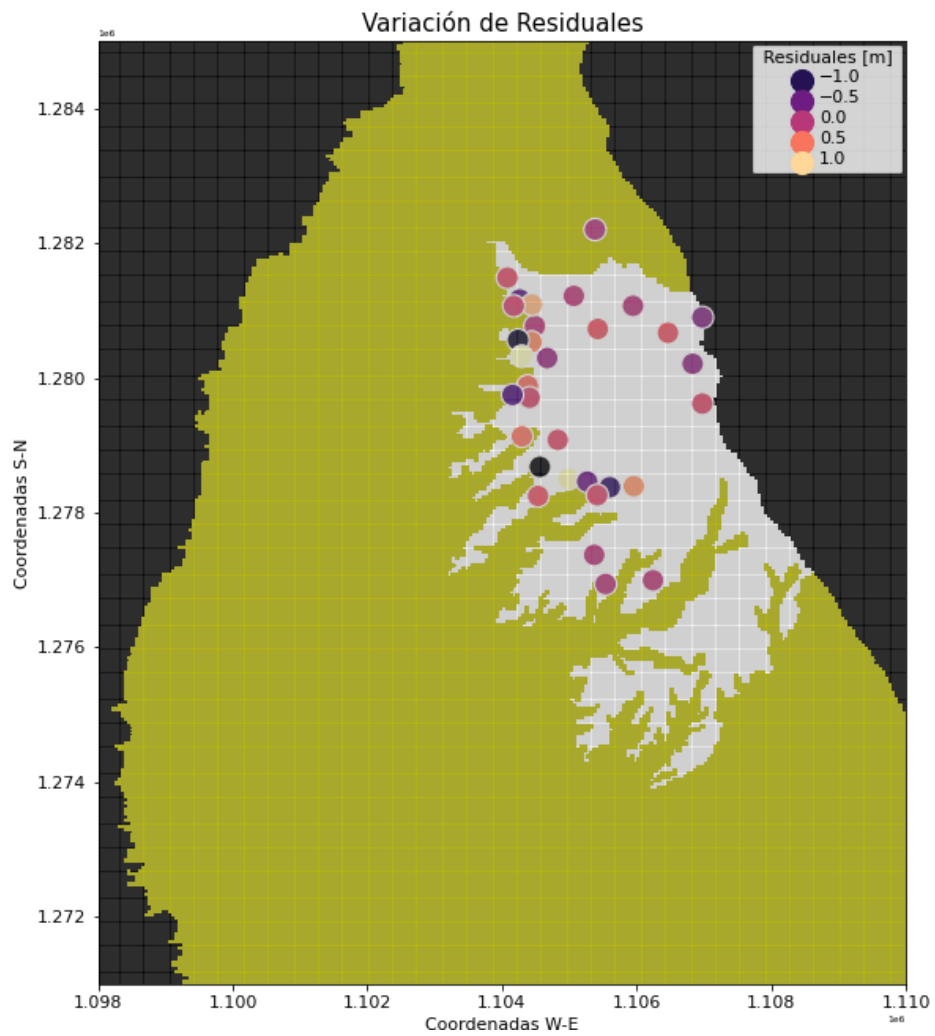 Variación de Residuales
1e6
Residuales [m]
−1.0
−0.5
0.0
0.5
1.0
1.284
1.282
1.280
1.278
1.276
1.274
1.272
Coordenadas S-N
1.098 1.100 1.102 1.104 1.106 1.108 1.110
1e6
Coordenadas W-E